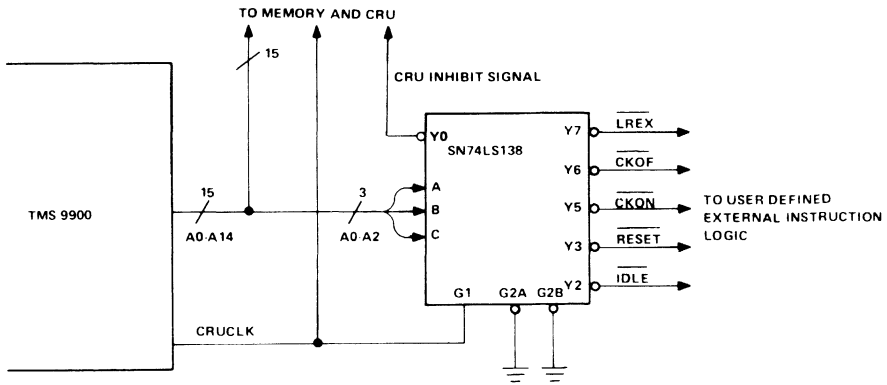 TO MEMORY AND CRU
15
CRU INHIBIT SIGNAL
Y0
SN74LS138
Y7
LREX
Y6
CKOF
TMS 9900
15
A0-A14
3
A0-A2
A
B
C
Y5
CKON
TO USER DEFINED
EXTERNAL INSTRUCTION
LOGIC
Y3
RESET
Y2
IDLE
G1
G2A
G2B
CRUCLK